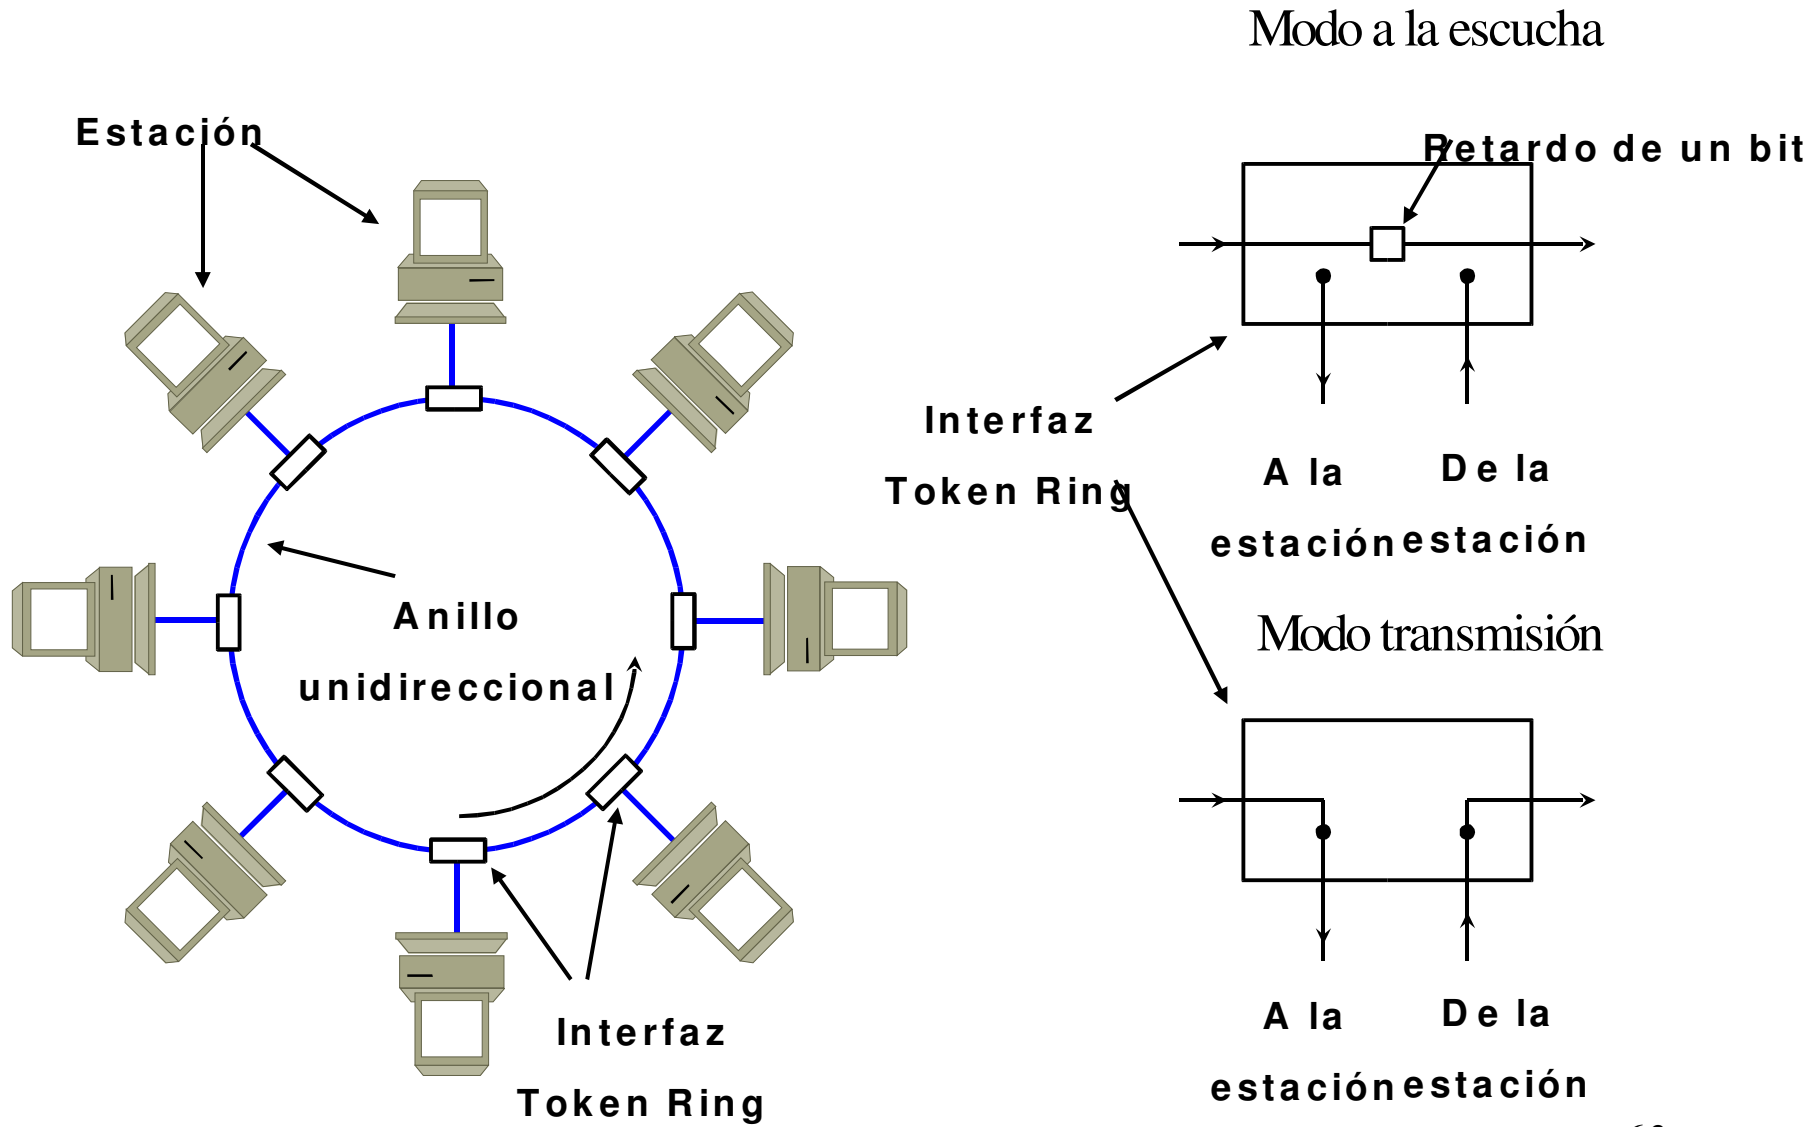 Modo a la escucha
Estación
Retardo de un bit
Interfaz
Token Ring
A la
estación
De la
estación
Anillo
unidireccional
Modo transmisión
A la
estación
De la
estación
Interfaz
Token Ring